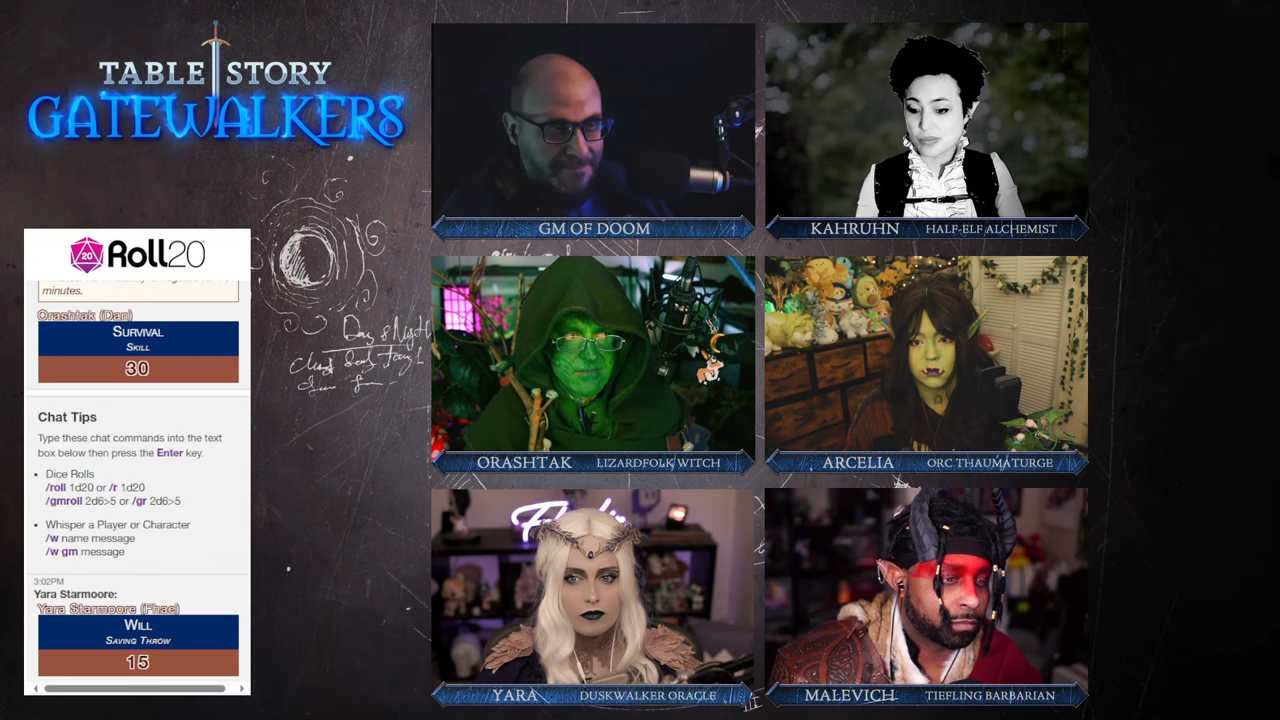 TABLE STORY
GATEWALKERS
Roll20
minutes.
Orashtak (Dan)
SURVIVAL
SKILL
30
Chat Tips
Type these chat commands into the text
box below then press the Enter key.
• Dice Rolls
/roll 1d20 or /r 1d20
/gmroll 2d6>5 or /gr 2d6>5
• Whisper a Player or Character
/w name message
/w gm message
3:02PM
Yara Starmoore:
Yara Starmoore (Fhae)
WILL
SAVING THROW
15
Day & Night
GM OF DOOM
KAHRUHN HALF-ELF ALCHEMIST
ORASHTAK LIZARDFOLK WITCH
ARCELIA ORC THAUMATURGE
YARA DUSKWALKER ORACLE
MALEVICH TIEFLING BARBARIAN